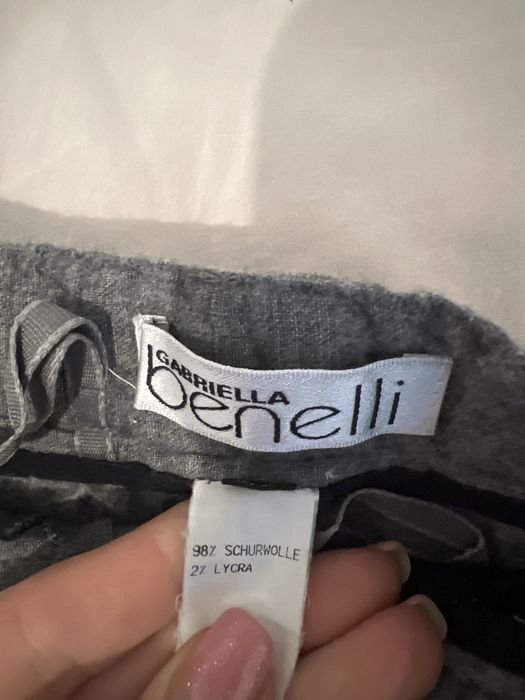 GABRIELLA
benelli
98% SCHURWOLLE
2% LYCRA